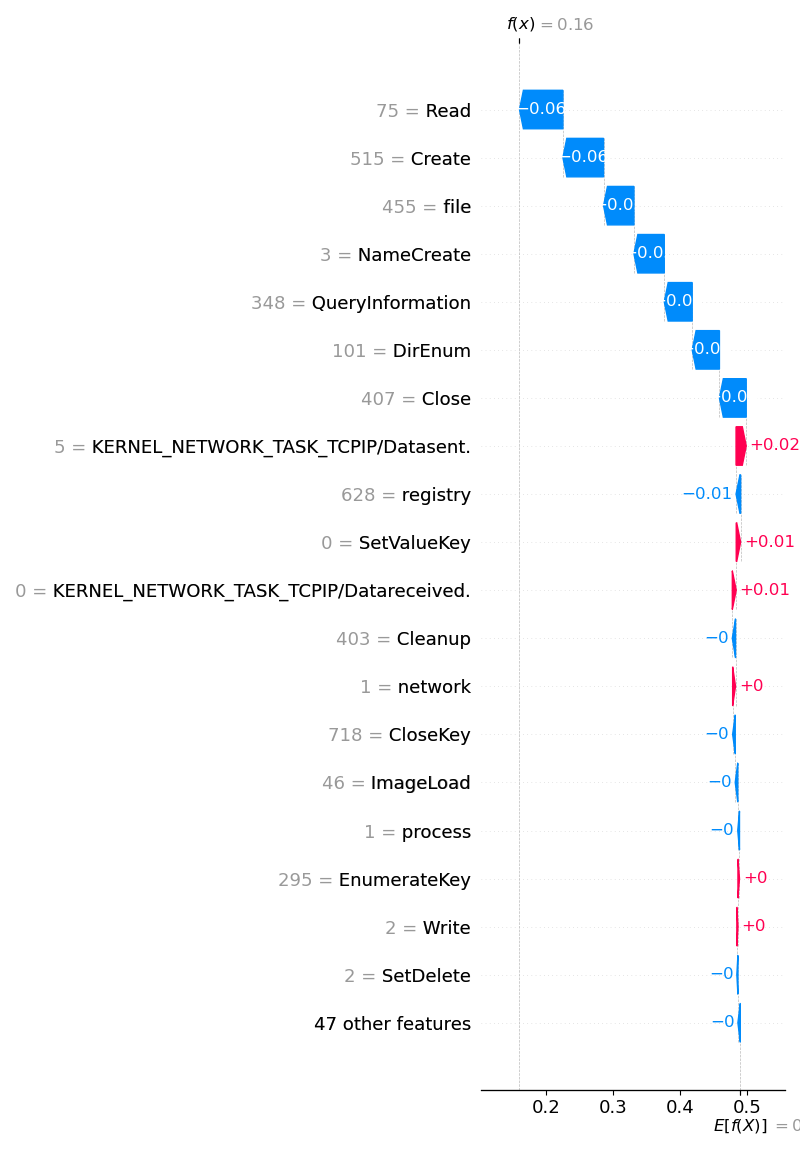 f(x) = 0.16
75 = Read −0.06
515 = Create −0.06
455 = file −0.0
3 = NameCreate −0.0
348 = QueryInformation −0.0
101 = DirEnum −0.0
407 = Close −0.0
5 = KERNEL_NETWORK_TASK_TCPIP/Datasent. +0.02
628 = registry −0.01
0 = SetValueKey +0.01
0 = KERNEL_NETWORK_TASK_TCPIP/Datareceived. +0.01
403 = Cleanup −0
1 = network +0
718 = CloseKey −0
46 = ImageLoad −0
1 = process −0
295 = EnumerateKey +0
2 = Write +0
2 = SetDelete −0
47 other features −0
0.2 0.3 0.4 0.5
E[f(X)] = 0